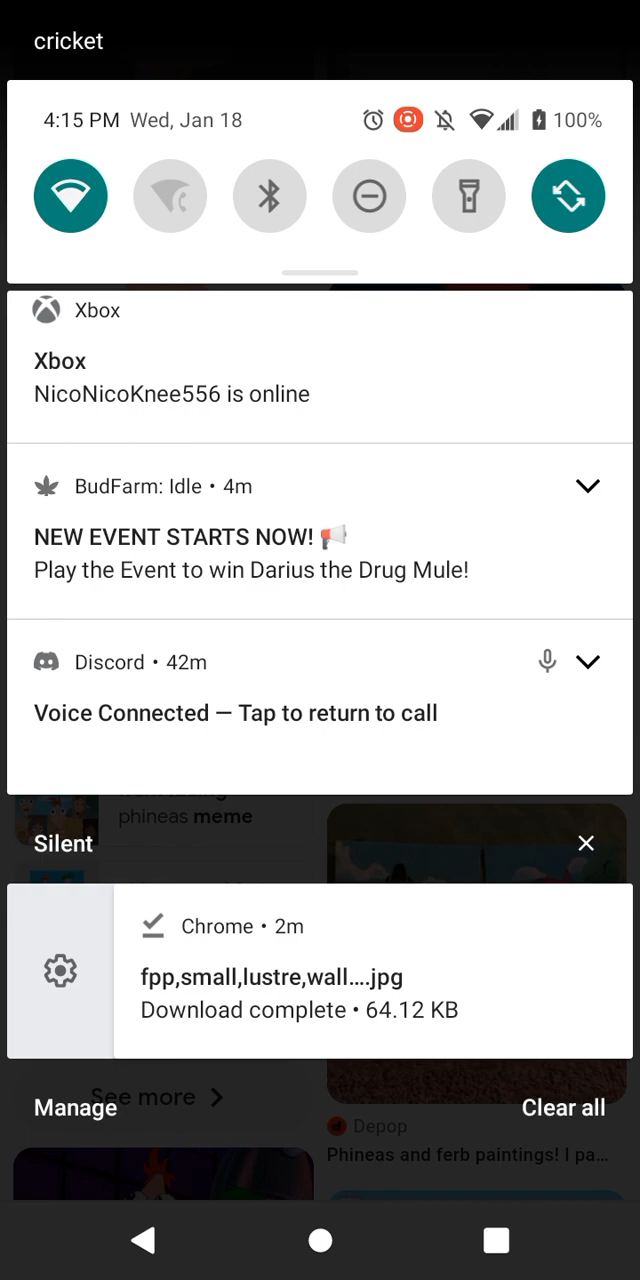 cricket
4:15 PM Wed, Jan 18
100%
Xbox
Xbox
NicoNicoKnee556 is online
BudFarm: Idle • 4m
NEW EVENT STARTS NOW! 📢
Play the Event to win Darius the Drug Mule!
Discord • 42m
Voice Connected — Tap to return to call
phineas meme
Silent
Chrome • 2m
fpp,small,lustre,wall....jpg
Download complete • 64.12 KB
See more
Manage
Clear all
Depop
Phineas and ferb paintings! I pa...